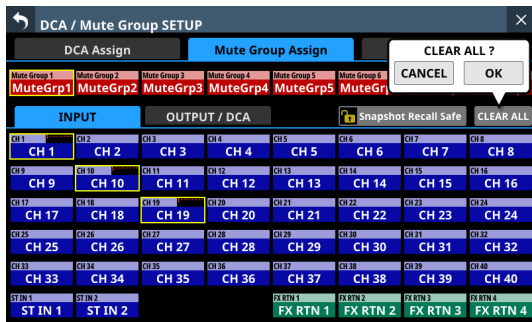 DCA / Mute Group SETUP
DCA Assign Mute Group Assign
CLEAR ALL ?
CANCEL OK
Mute Group 1 Mute Group 2 Mute Group 3 Mute Group 4 Mute Group 5 Mute Group 6
MuteGrp1 MuteGrp2 MuteGrp3 MuteGrp4 MuteGrp5 MuteGrp
INPUT OUTPUT / DCA Snapshot Recall Safe CLEAR ALL
CH 1 CH 2 CH 3 CH 4 CH 5 CH 6 CH 7 CH 8
CH 1 CH 2 CH 3 CH 4 CH 5 CH 6 CH 7 CH 8
CH 9 CH 10 CH 11 CH 12 CH 13 CH 14 CH 15 CH 16
CH 9 CH 10 CH 11 CH 12 CH 13 CH 14 CH 15 CH 16
CH 17 CH 18 CH 19 CH 20 CH 21 CH 22 CH 23 CH 24
CH 17 CH 18 CH 19 CH 20 CH 21 CH 22 CH 23 CH 24
CH 25 CH 26 CH 27 CH 28 CH 29 CH 30 CH 31 CH 32
CH 25 CH 26 CH 27 CH 28 CH 29 CH 30 CH 31 CH 32
CH 33 CH 34 CH 35 CH 36 CH 37 CH 38 CH 39 CH 40
CH 33 CH 34 CH 35 CH 36 CH 37 CH 38 CH 39 CH 40
ST IN 1 ST IN 2 FX RTN 1 FX RTN 2 FX RTN 3 FX RTN 4
ST IN 1 ST IN 2 FX RTN 1 FX RTN 2 FX RTN 3 FX RTN 4